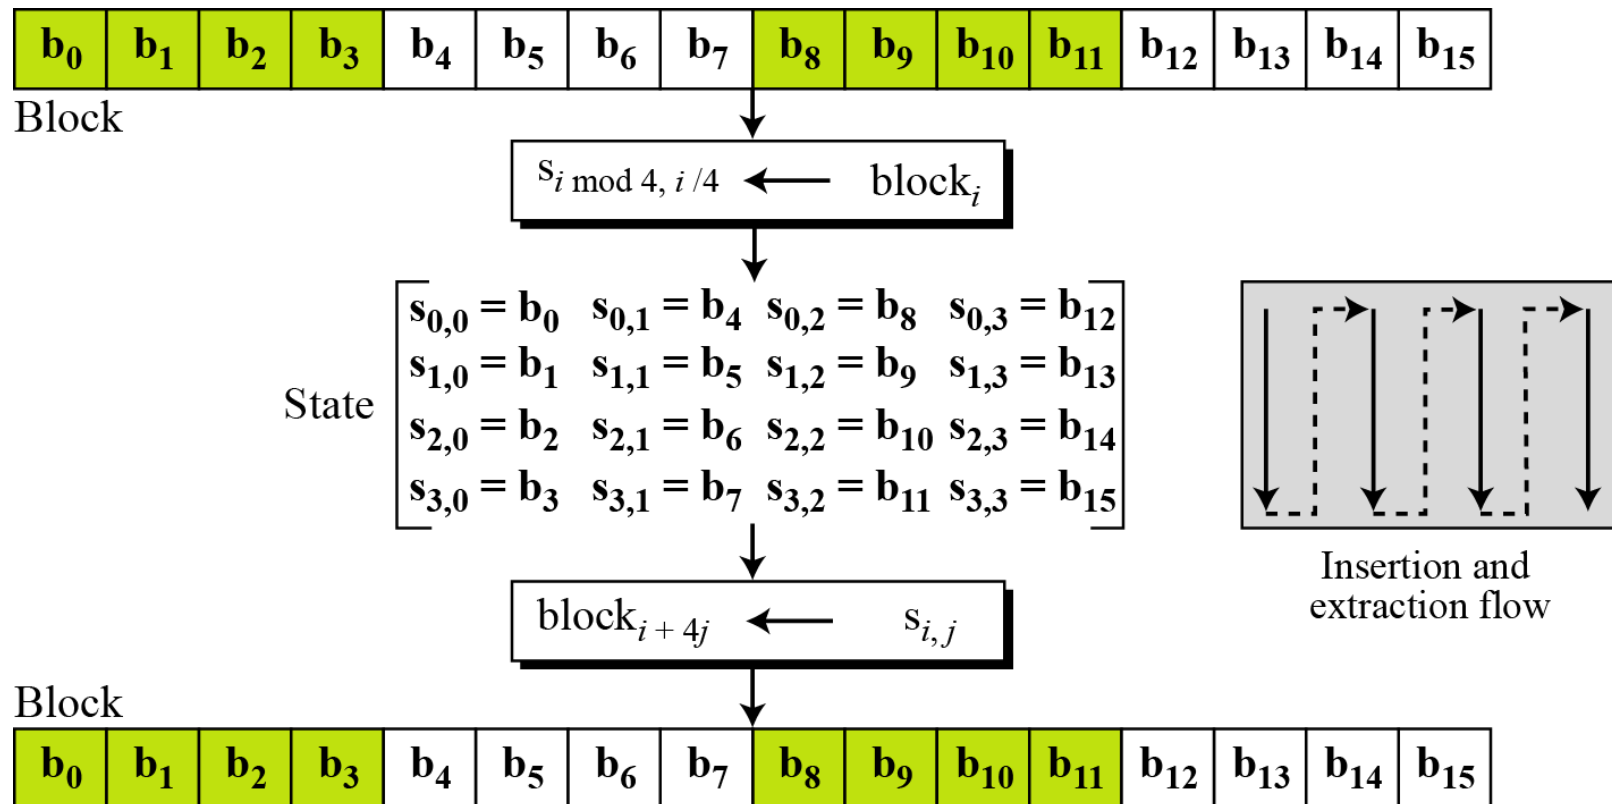 b₀ b₁ b₂ b₃ b₄ b₅ b₆ b₇ b₈ b₉ b₁₀ b₁₁ b₁₂ b₁₃ b₁₄ b₁₅
Block
s_{i mod 4, i/4} ← block_i
s₀,₀ = b₀ s₀,₁ = b₄ s₀,₂ = b₈ s₀,₃ = b₁₂
s₁,₀ = b₁ s₁,₁ = b₅ s₁,₂ = b₉ s₁,₃ = b₁₃
State
s₂,₀ = b₂ s₂,₁ = b₆ s₂,₂ = b₁₀ s₂,₃ = b₁₄
s₃,₀ = b₃ s₃,₁ = b₇ s₃,₂ = b₁₁ s₃,₃ = b₁₅
Insertion and
extraction flow
block_{i + 4j} ← s_{i, j}
Block
b₀ b₁ b₂ b₃ b₄ b₅ b₆ b₇ b₈ b₉ b₁₀ b₁₁ b₁₂ b₁₃ b₁₄ b₁₅